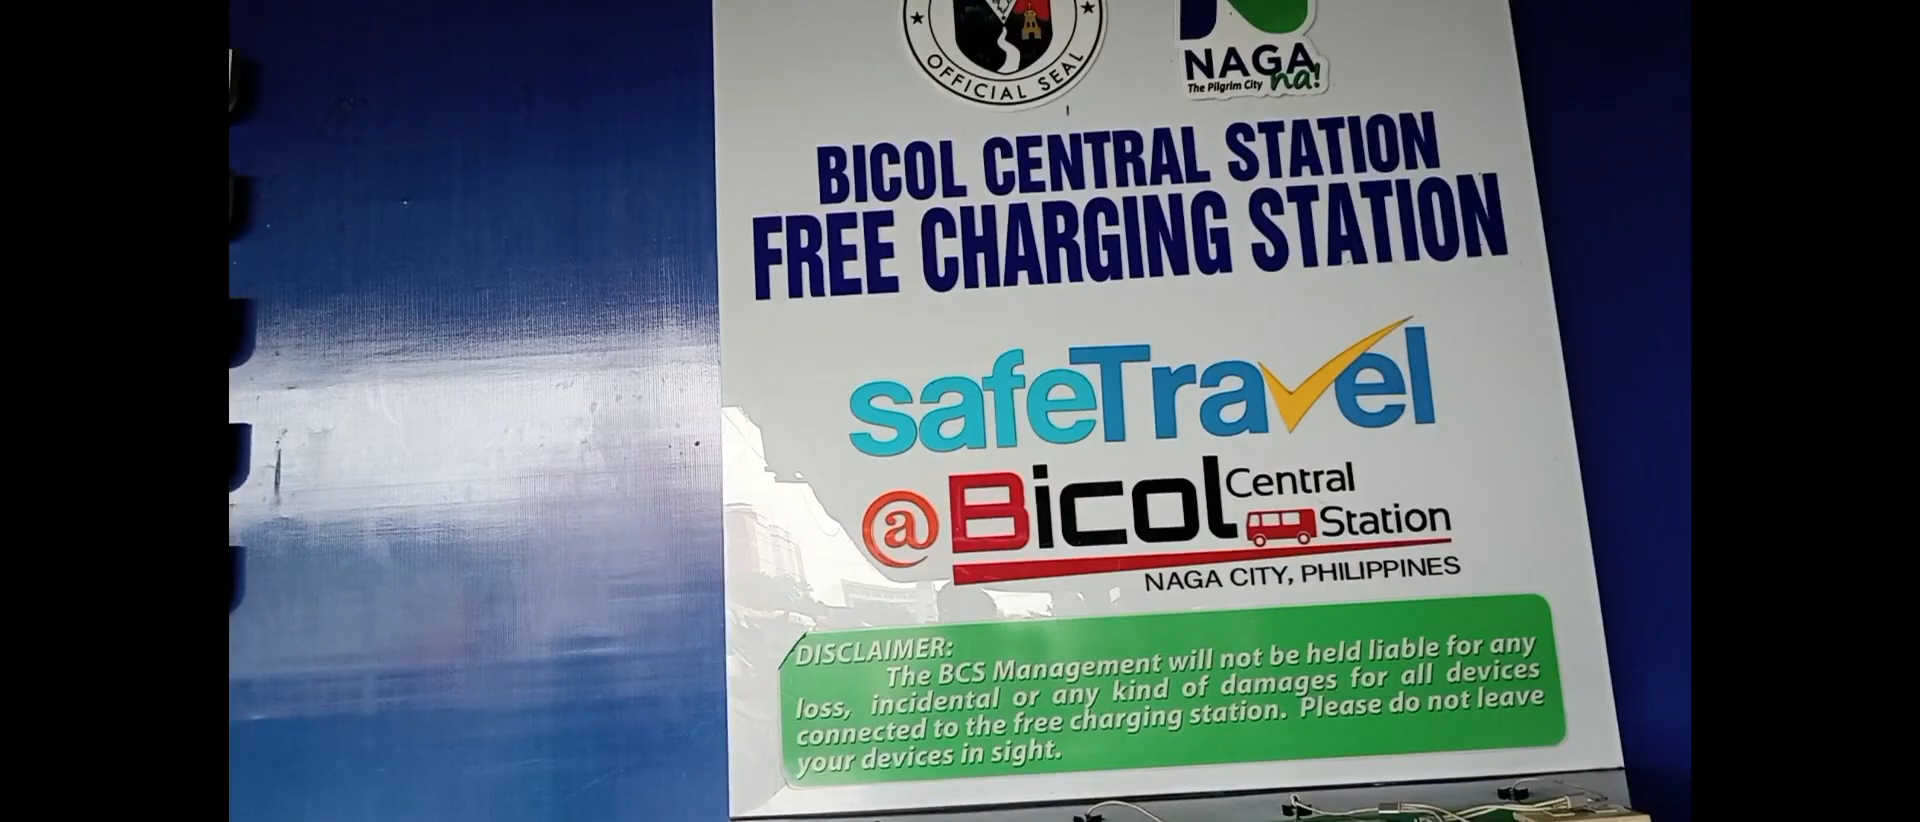 OFFICIAL SEAL
NAGA
na!
The Pilgrim City
BICOL CENTRAL STATION
FREE CHARGING STATION
safeTravel
@Bicol Central
Station
NAGA CITY, PHILIPPINES
DISCLAIMER:
The BCS Management will not be held liable for any
loss, incidental or any kind of damages for all devices
connected to the free charging station. Please do not leave
your devices in sight.